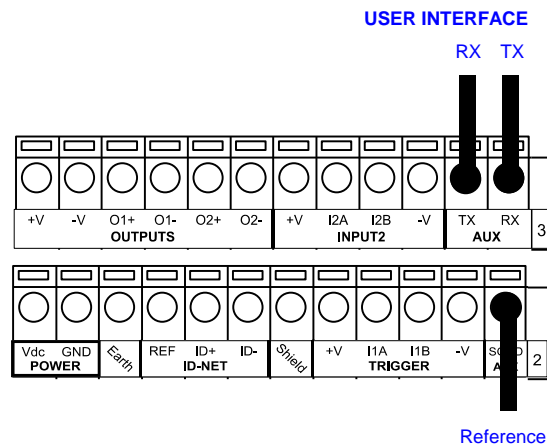 USER INTERFACE
RX TX
+V -V O1+ O1- O2+ O2- +V I2A I2B -V TX RX
OUTPUTS INPUT2 AUX 3
Vdc GND Earth REF ID+ ID- Shield +V I1A I1B -V
POWER ID-NET TRIGGER 2
Reference